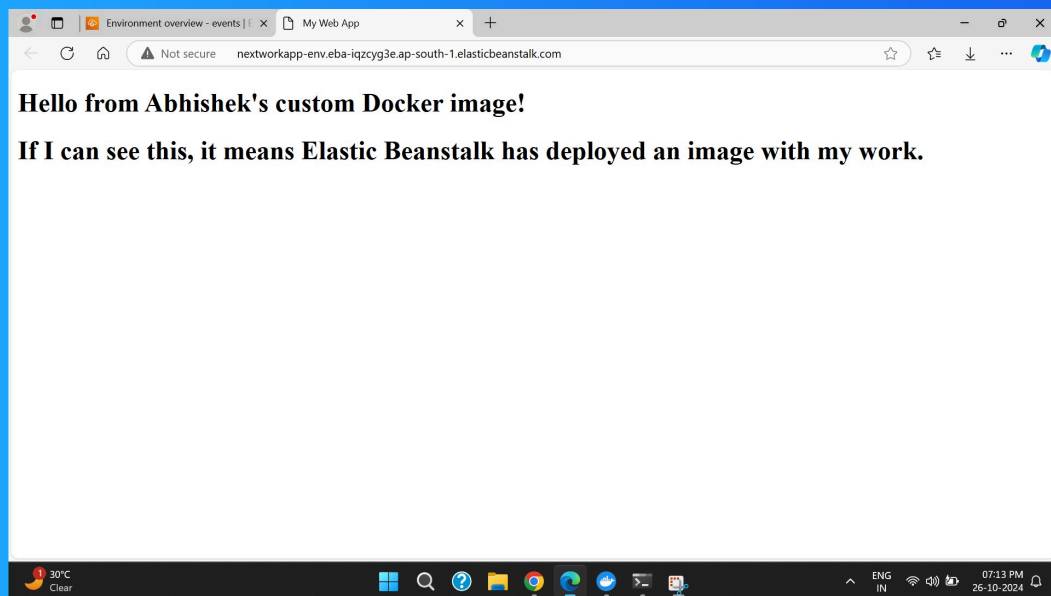 Environment overview - events | E
My Web App
Not secure
nextworkapp-env.eba-iqzcyg3e.ap-south-1.elasticbeanstalk.com
Hello from Abhishek's custom Docker image!
If I can see this, it means Elastic Beanstalk has deployed an image with my work.
1
30°C
Clear
ENG
IN
07:13 PM
26-10-2024